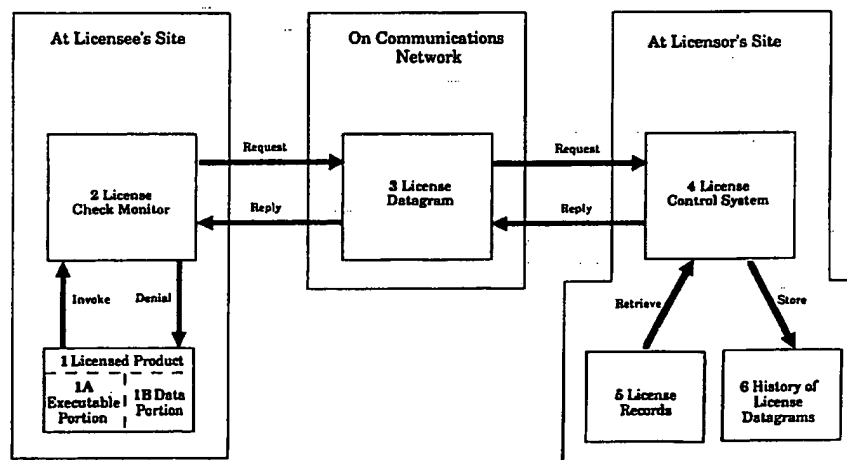 At Licensee's Site
On Communications
Network
At Licensor's Site
Request
Request
2 License
Check Monitor
3 License
Datagram
4 License
Control System
Reply
Reply
Invoke
Denial
Retrieve
Store
1 Licensed Product
1A
Executable
Portion
1B Data
Portion
5 License
Records
6 History of
License
Datagrams